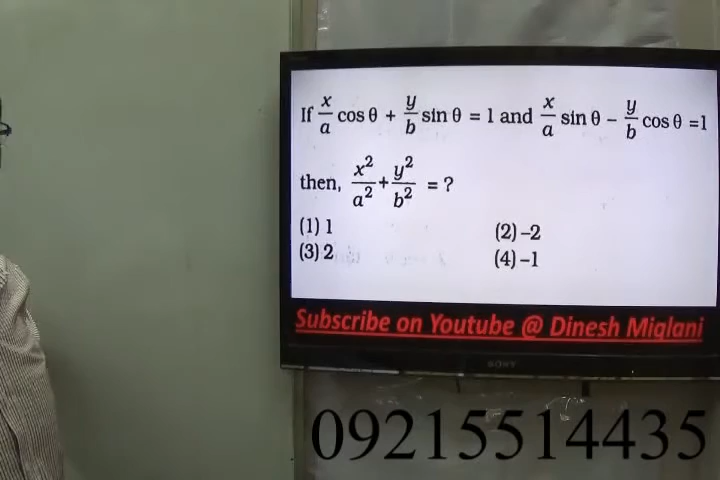 If x/a cos θ + y/b sin θ = 1 and x/a sin θ − y/b cos θ =1
then, x²/a² + y²/b² = ?
(1) 1 (2) –2
(3) 2 (4) –1
Subscribe on Youtube @ Dinesh Miglani
SONY
09215514435